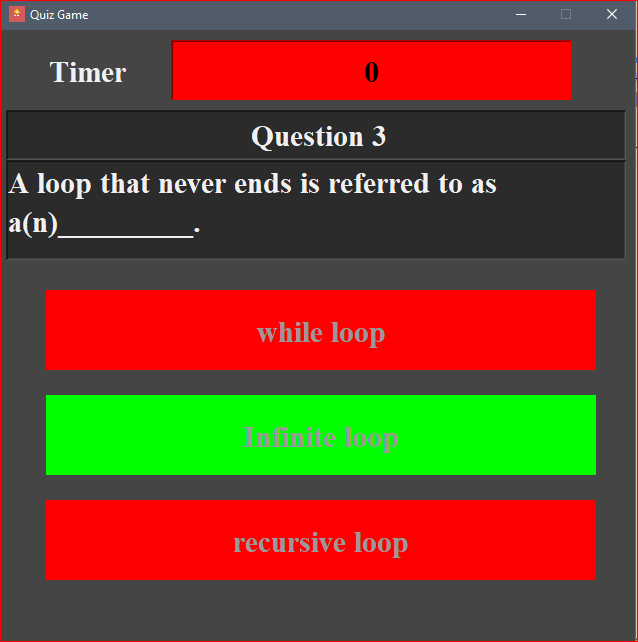 Quiz Game
Timer
0
Question 3
A loop that never ends is referred to as
a(n)_________.
while loop
Infinite loop
recursive loop